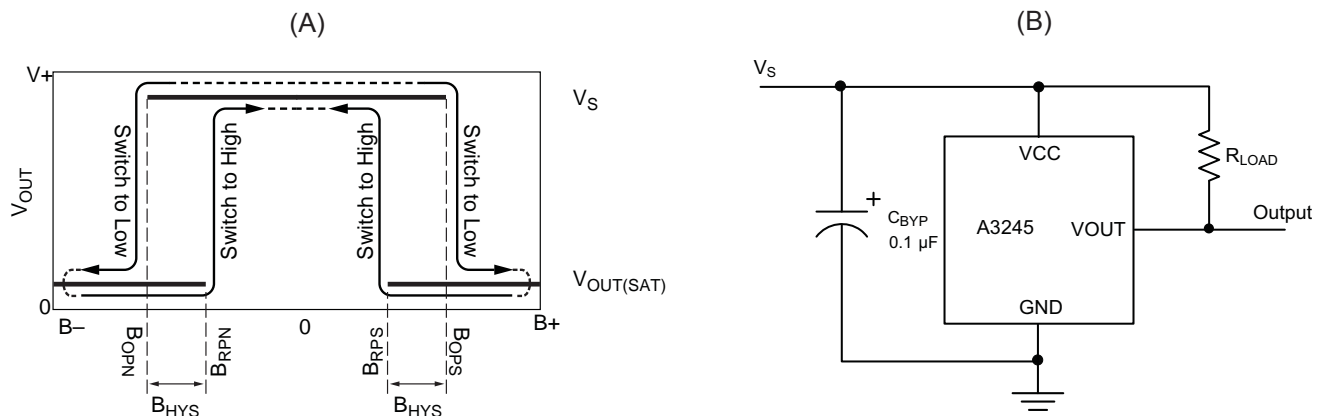 (A)
V+
VS
Switch to Low
Switch to High
Switch to High
Switch to Low
VOUT
VOUT(SAT)
0
B–
0
B+
BOPN
BRPN
BRPS
BOPS
BHYS
BHYS
(B)
VS
VCC
RLOAD
+
CBYP
0.1 µF
A3245
VOUT
Output
GND